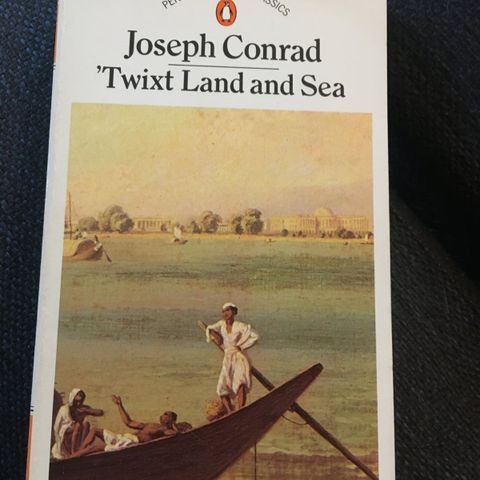 Joseph Conrad
'Twixt Land and Sea